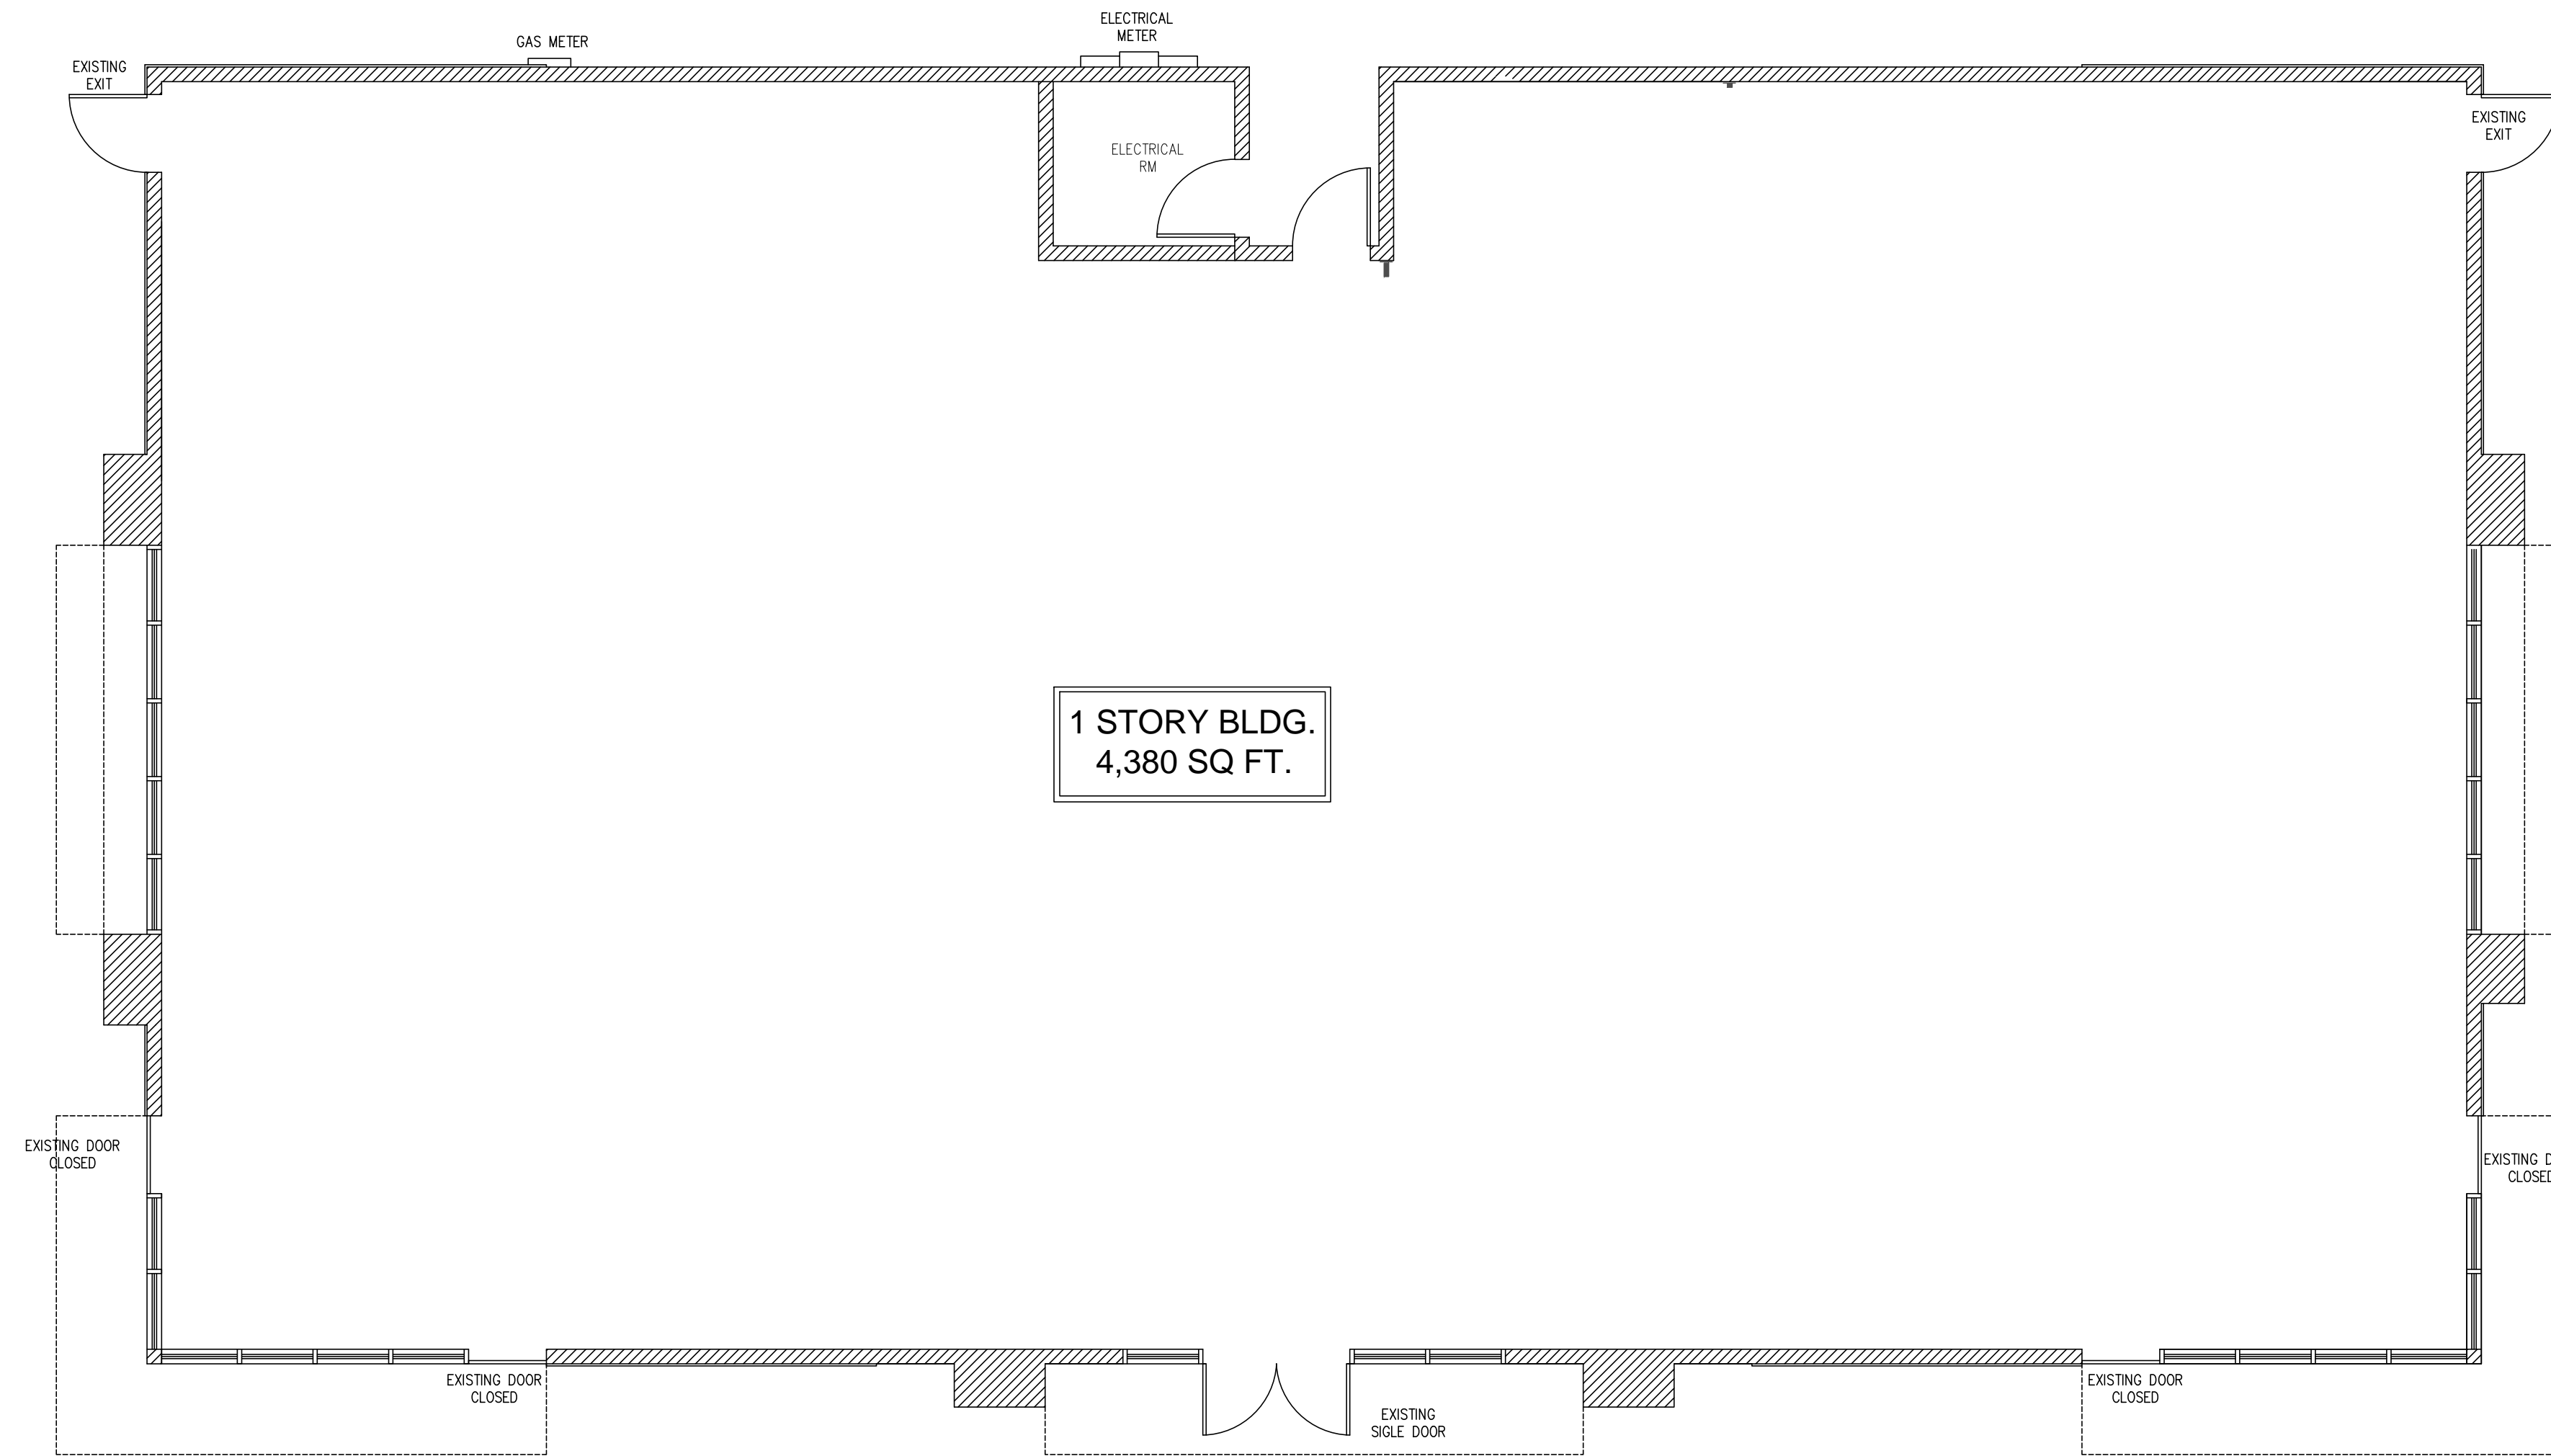 ELECTRICAL
METER
GAS METER
EXISTING
EXIT
EXISTING
EXIT
ELECTRICAL
RM
1 STORY BLDG.
4,380 SQ FT.
EXISTING DOOR
CLOSED
EXISTING D
CLOSED
EXISTING DOOR
CLOSED
EXISTING
SIGLE DOOR
EXISTING DOOR
CLOSED